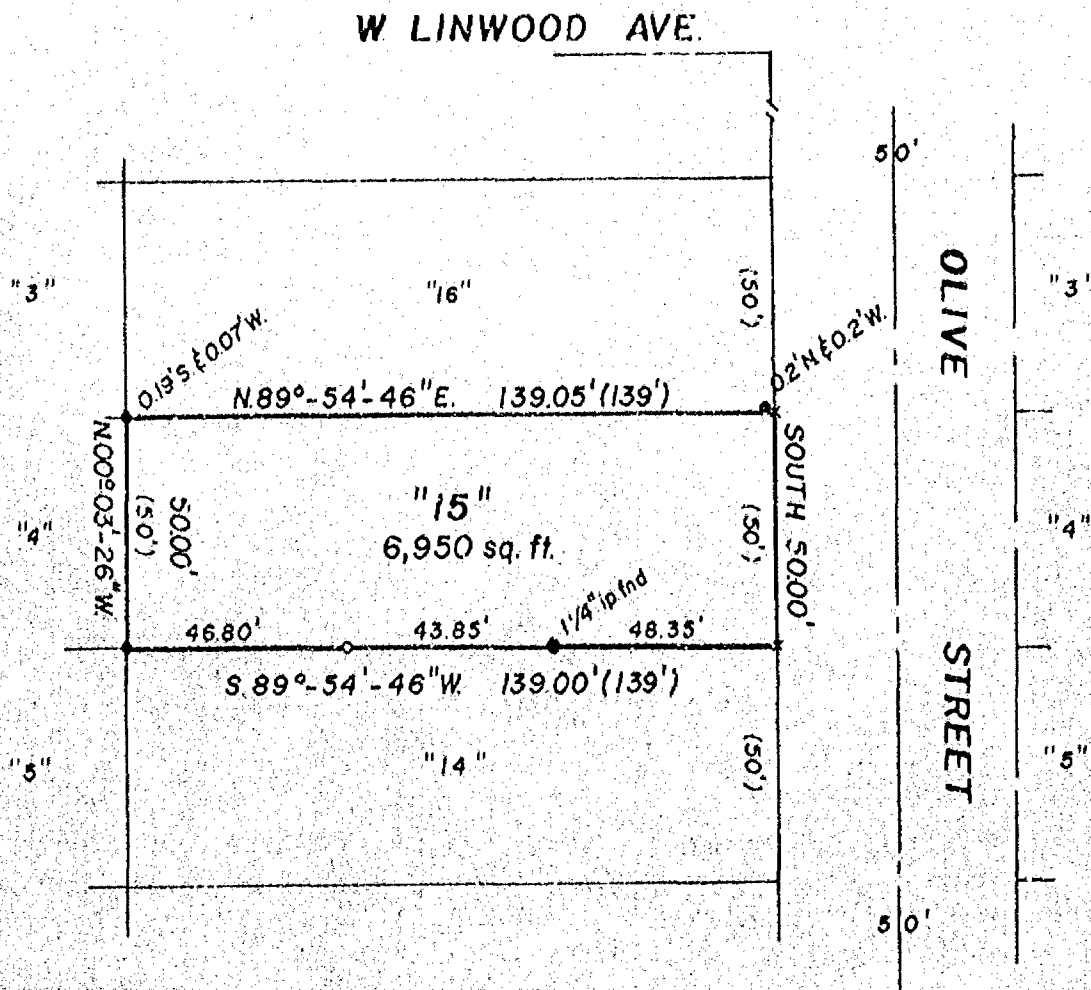 W LINWOOD AVE.
50'
"3"
"16"
(50')
OLIVE
"3"
0.19'S & 0.07'W.
0.2'N & 0.2'W.
N.89°-54'-46"E. 139.05'(139')
N.00°-03'-26"W.
50.00'
(50')
"15"
6,950 sq. ft.
(50')
SOUTH 50.00'
"4"
"4"
1 1/4" ip fnd
46.80'
43.85'
48.35'
S.89°-54'-46"W. 139.00'(139')
STREET
"5"
"14"
(50')
"5"
50'